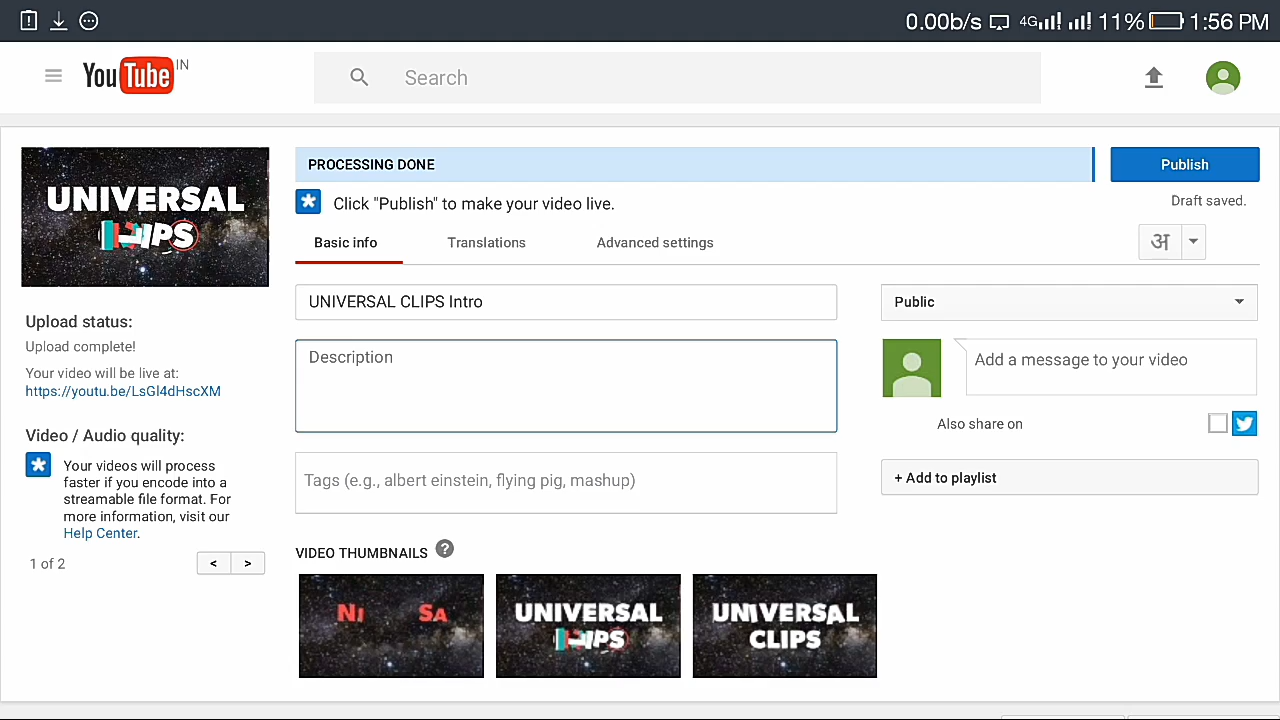 0.00b/s 4G 11% 1:56 PM
YouTube IN
Search
UNIVERSAL
IPS
PROCESSING DONE
Publish
Click "Publish" to make your video live.
Draft saved.
Basic info Translations Advanced settings
अ
UNIVERSAL CLIPS Intro
Public
Upload status:
Upload complete!
Your video will be live at:
https://youtu.be/LsGl4dHscXM
Description
Add a message to your video
Also share on
Video / Audio quality:
Your videos will process
faster if you encode into a
streamable file format. For
more information, visit our
Help Center.
1 of 2 < >
Tags (e.g., albert einstein, flying pig, mashup)
+ Add to playlist
VIDEO THUMBNAILS ?
NI SA
UNIVERSAL
IPS
UNIVERSAL
CLIPS